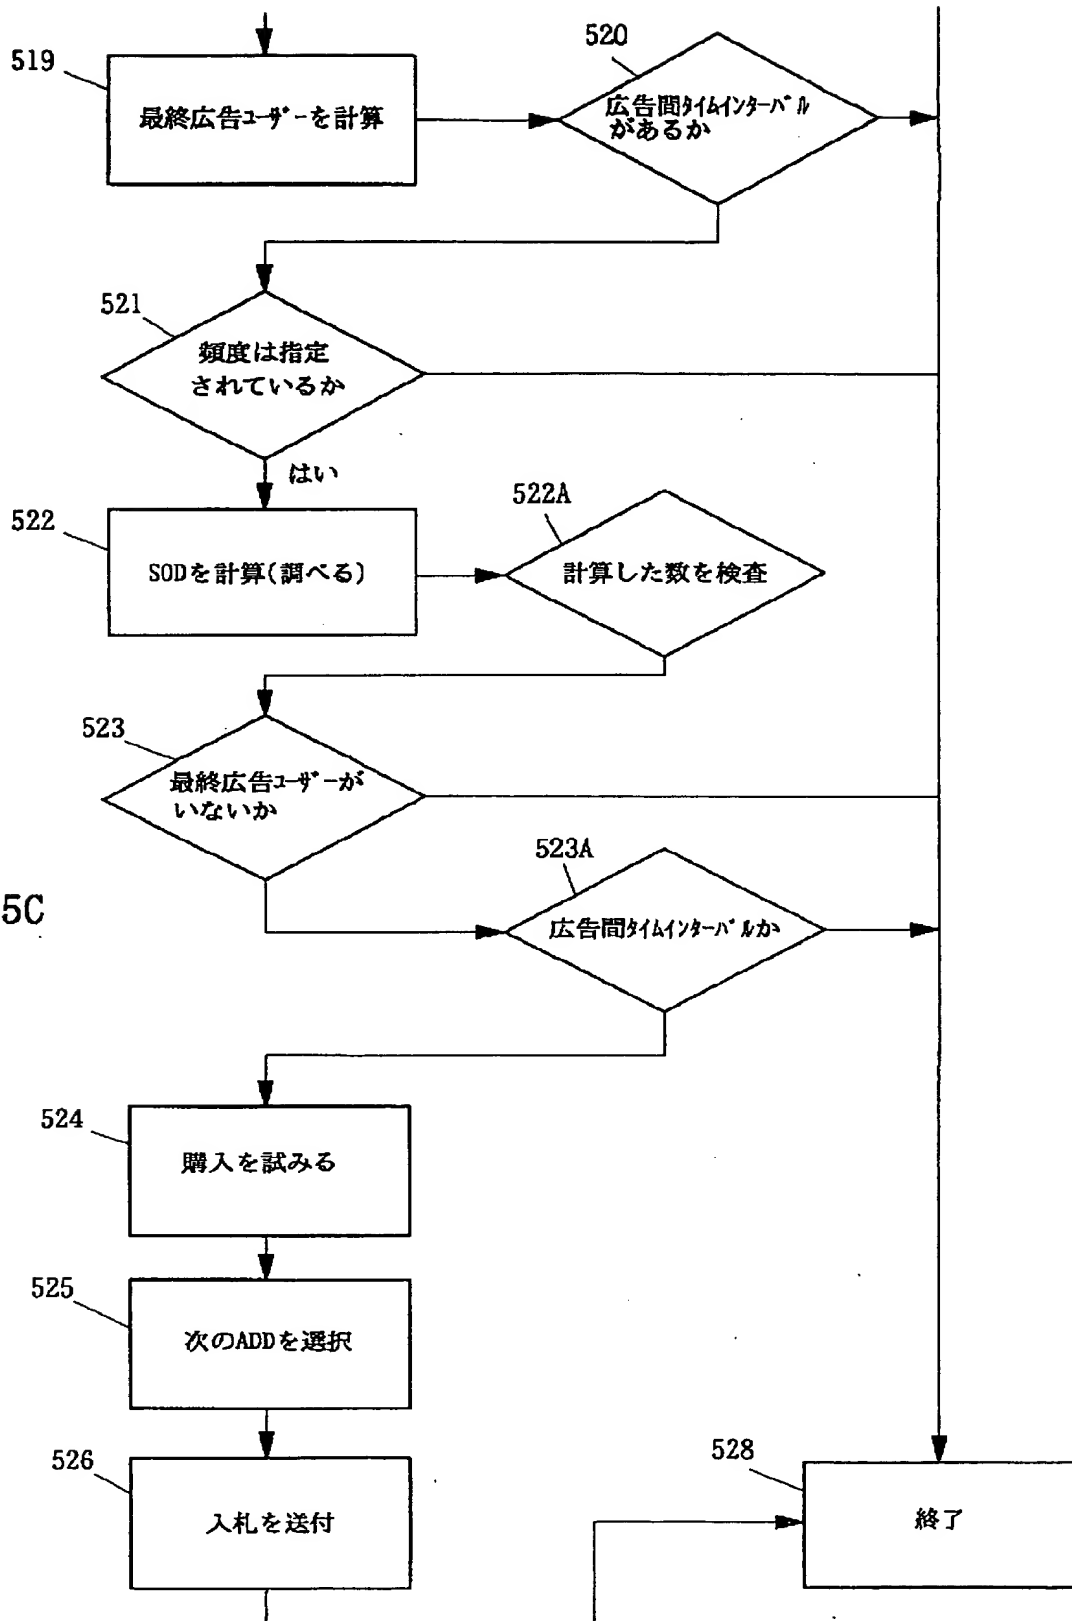 519
最終広告ユーザーを計算
520
広告間タイムインターバル
があるか
521
頻度は指定
されているか
はい
522
SODを計算(調べる)
522A
計算した数を検査
523
最終広告ユーザーが
いないか
523A
広告間タイムインターバルか
5C
524
購入を試みる
525
次のADDを選択
526
入札を送付
528
終了